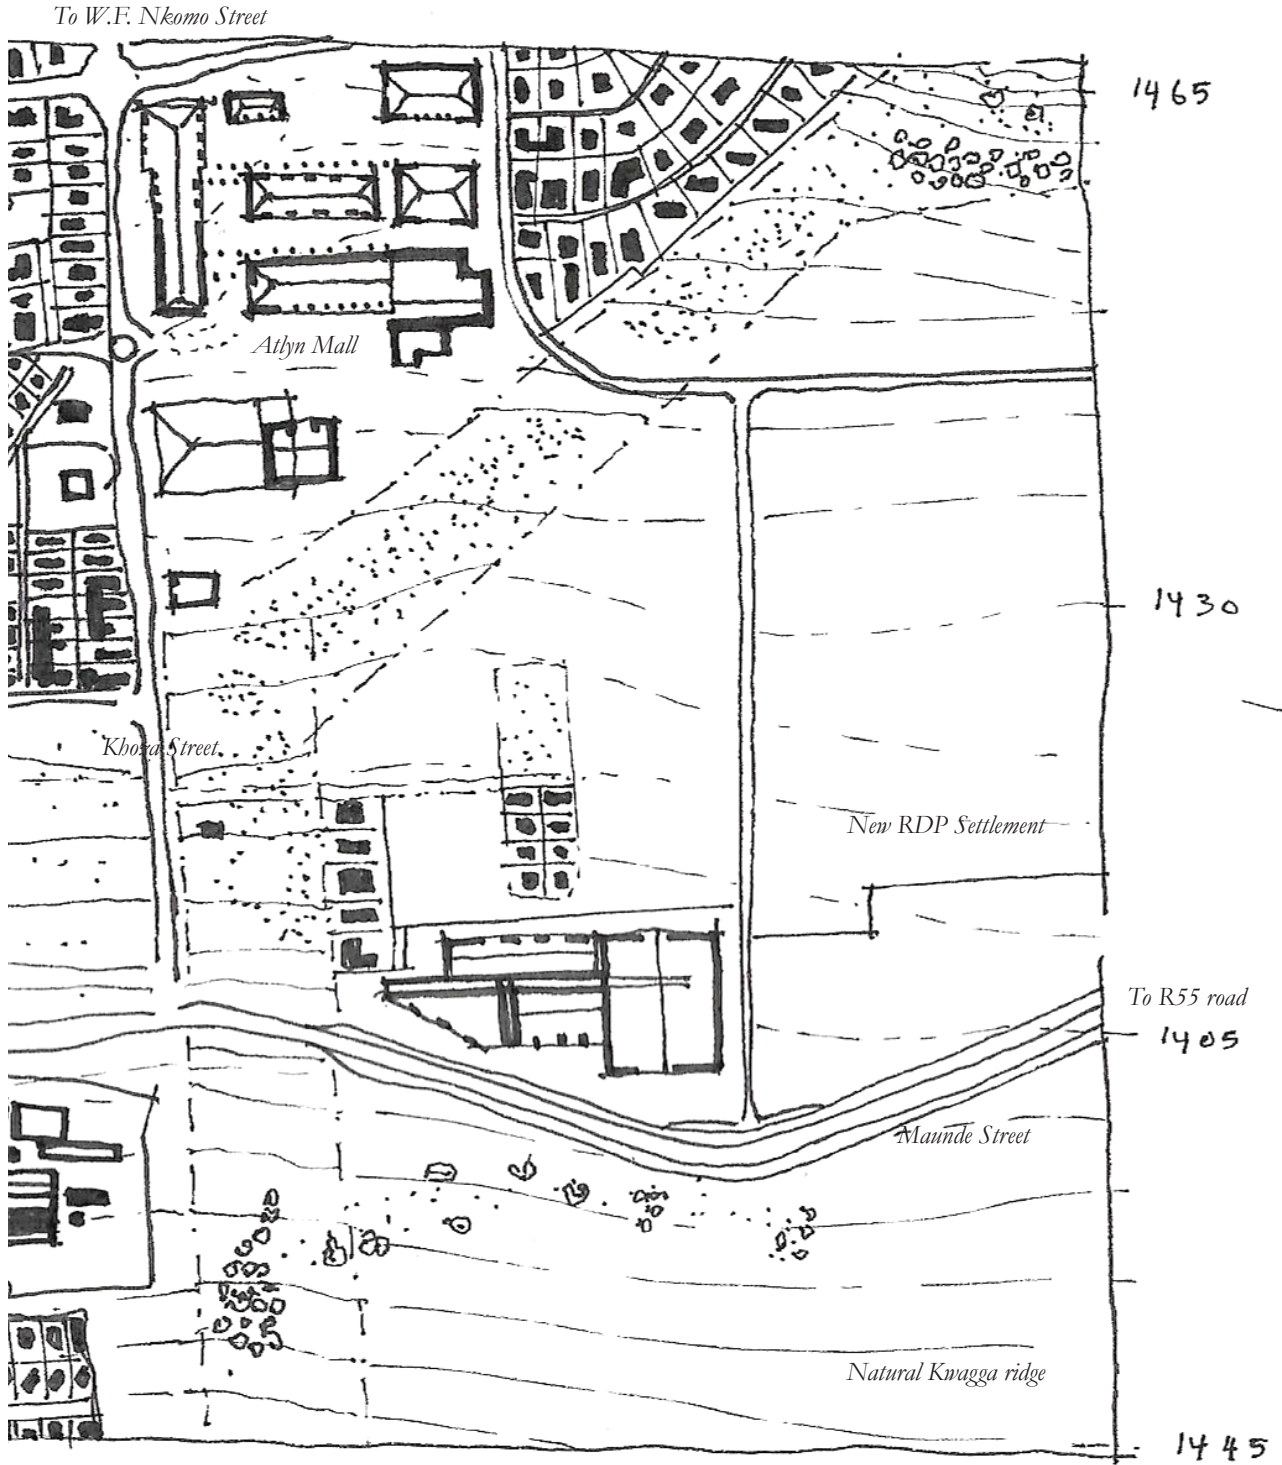 To W.F. Nkomo Street
1465
Atlyn Mall
1430
Khoza Street
New RDP Settlement
To R55 road
1405
Maunde Street
Natural Kwagga ridge
1445